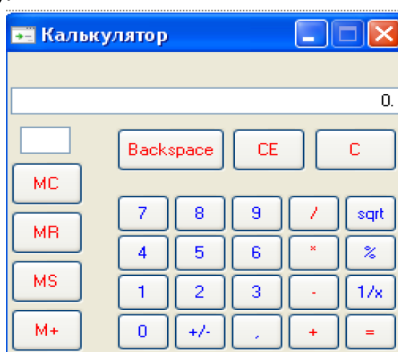 Калькулятор
0.
Backspace CE C
MC 7 8 9 / sqrt
MR 4 5 6 * %
MS 1 2 3 - 1/x
M+ 0 +/- , + =